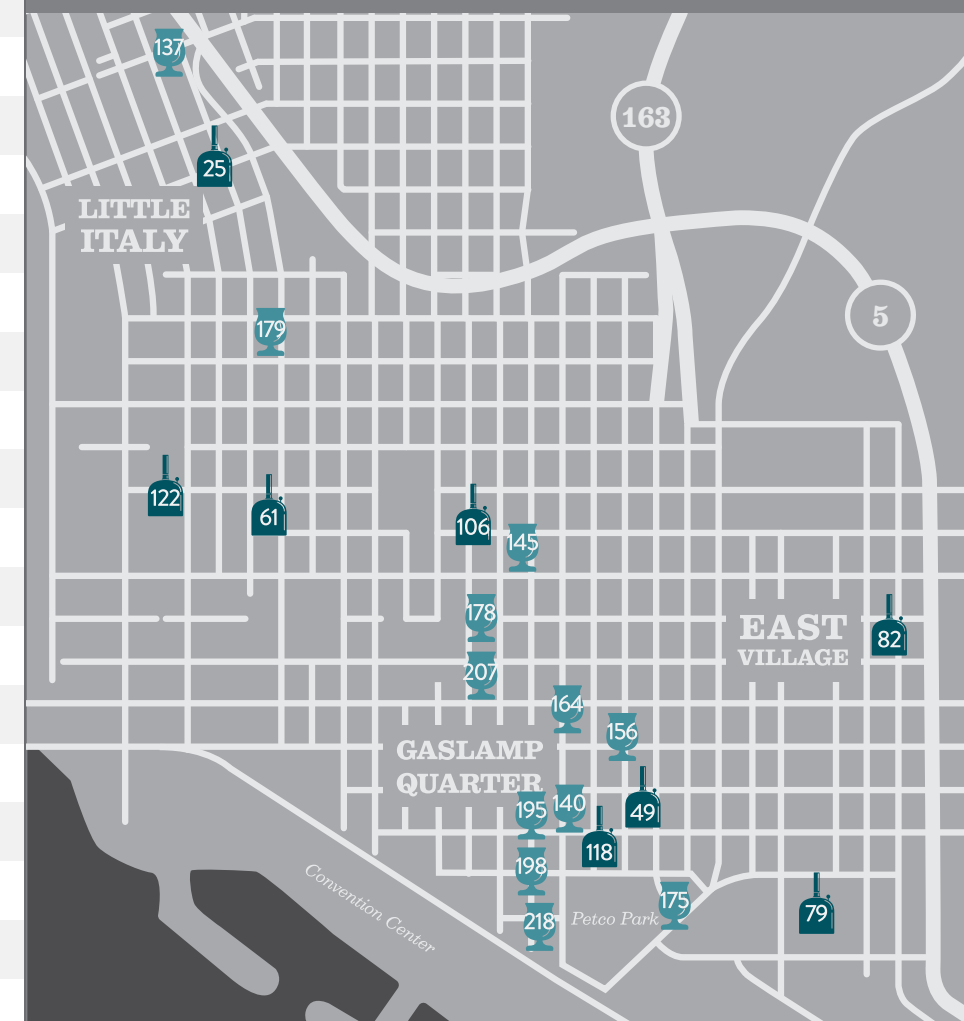 137
163
25
LITTLE
ITALY
5
179
122
61
106
145
178
EAST
VILLAGE
82
207
164
156
GASLAMP
QUARTER
195
140
49
118
198
Convention Center
175
79
218
Petco Park